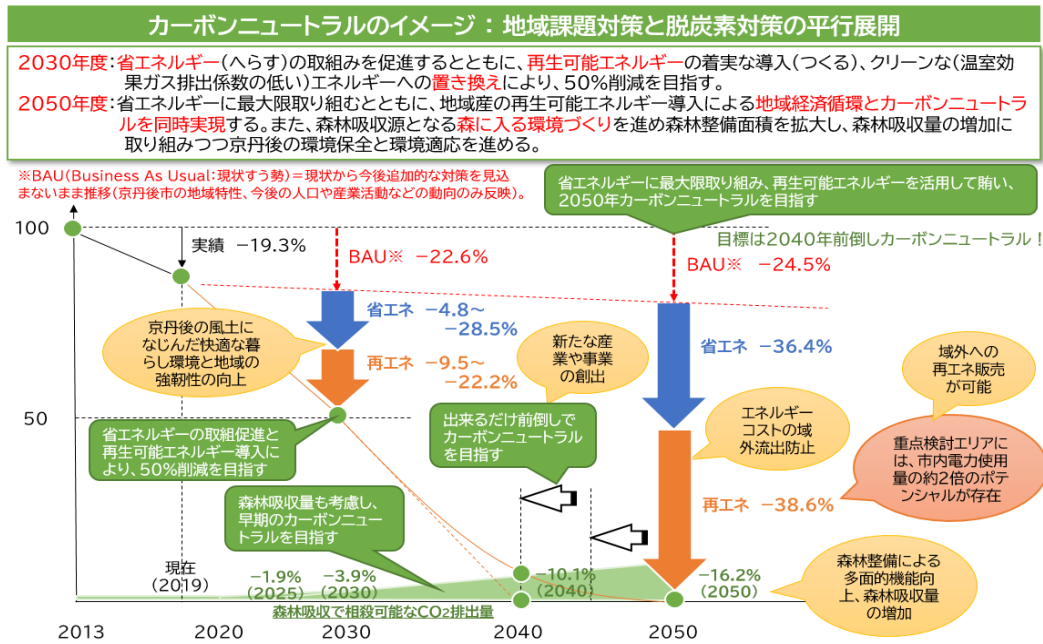 カーボンニュートラルのイメージ：地域課題対策と脱炭素対策の平行展開
2030年度：省エネルギー(へらす)の取組みを促進するとともに、再生可能エネルギーの着実な導入(つくる)、クリーンな(温室効
果ガス排出係数の低い)エネルギーへの置き換えにより、50%削減を目指す。
2050年度：省エネルギーに最大限取り組むとともに、地域産の再生可能エネルギー導入による地域経済循環とカーボンニュートラ
ルを同時実現する。また、森林吸収源となる森に入る環境づくりを進め森林整備面積を拡大し、森林吸収量の増加に
取り組みつつ京丹後の環境保全と環境適応を進める。
※BAU(Business As Usual：現状すう勢)＝現状から今後追加的な対策を見込
まないまま推移(京丹後市の地域特性、今後の人口や産業活動などの動向のみ反映)。
省エネルギーに最大限取り組み、再生可能エネルギーを活用して賄い、
2050年カーボンニュートラルを目指す
目標は2040年前倒しカーボンニュートラル！
100
実績 −19.3%
BAU※ −22.6%
BAU※ −24.5%
省エネ −4.8～
−28.5%
京丹後の風土に
なじんだ快適な暮
らし環境と地域の
強靭性の向上
再エネ −9.5～
−22.2%
新たな産
業や事業
の創出
省エネ −36.4%
域外への
再エネ販売
が可能
50
省エネルギーの取組促進と
再生可能エネルギー導入に
より、50%削減を目指す
出来るだけ前倒しで
カーボンニュートラル
を目指す
エネルギー
コストの域
外流出防止
重点検討エリアに
は、市内電力使用
量の約2倍のポテ
ンシャルが存在
森林吸収量も考慮し、
早期のカーボンニュー
トラルを目指す
再エネ −38.6%
現在
(2019)
−1.9%
(2025)
−3.9%
(2030)
−10.1%
(2040)
−16.2%
(2050)
森林整備による
多面的機能向
上、森林吸収量
の増加
森林吸収で相殺可能なCO2排出量
2013
2020
2030
2040
2050